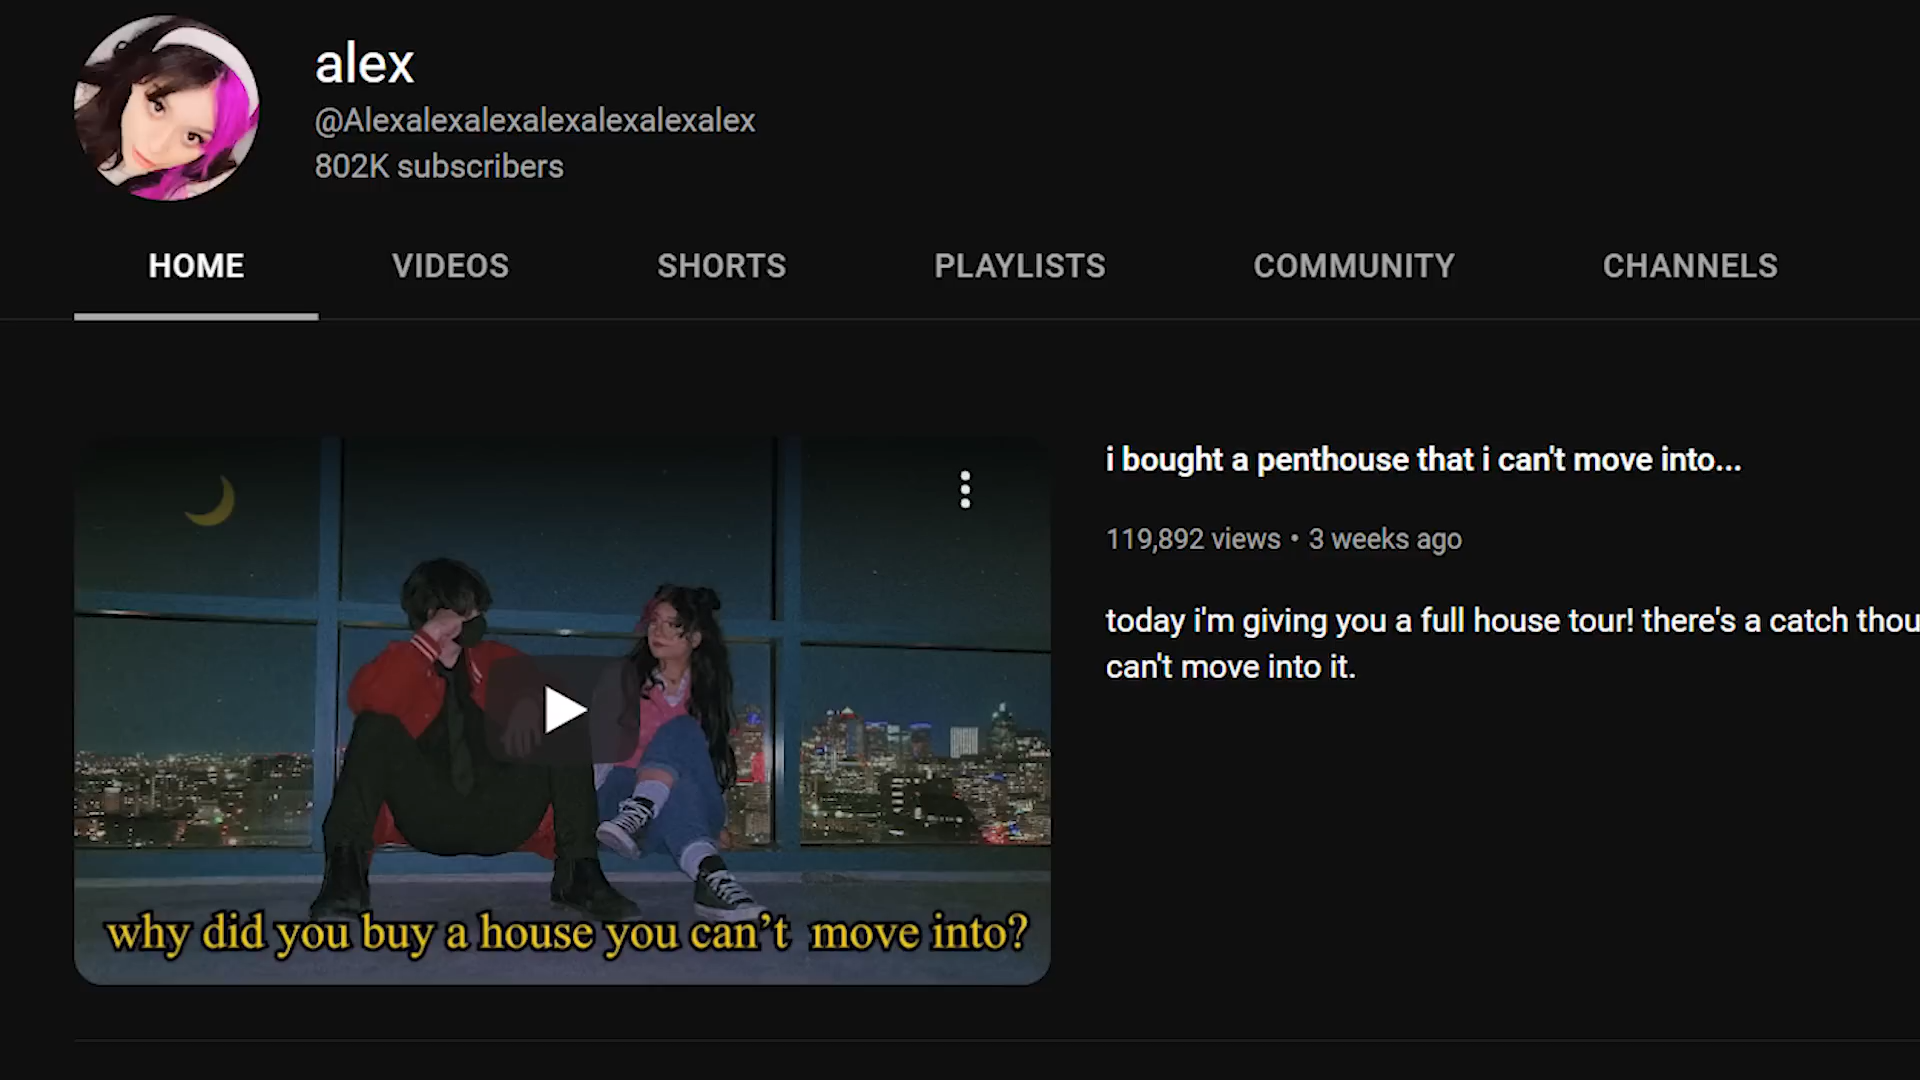 alex
@Alexalexalexalexalexalexalex
802K subscribers
HOME
VIDEOS
SHORTS
PLAYLISTS
COMMUNITY
CHANNELS
i bought a penthouse that i can't move into...
119,892 views • 3 weeks ago
today i'm giving you a full house tour! there's a catch thou
can't move into it.
why did you buy a house you can't move into?